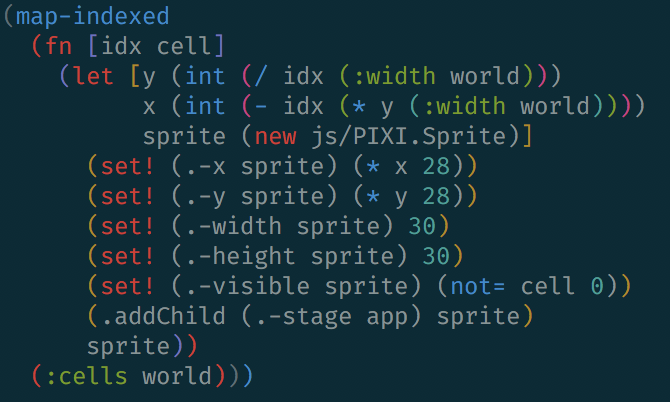 (map-indexed
(fn [idx cell]
(let [y (int (/ idx (:width world)))
x (int (- idx (* y (:width world))))
sprite (new js/PIXI.Sprite)]
(set! (.-x sprite) (* x 28))
(set! (.-y sprite) (* y 28))
(set! (.-width sprite) 30)
(set! (.-height sprite) 30)
(set! (.-visible sprite) (not= cell 0))
(.addChild (.-stage app) sprite)
sprite))
(:cells world)))